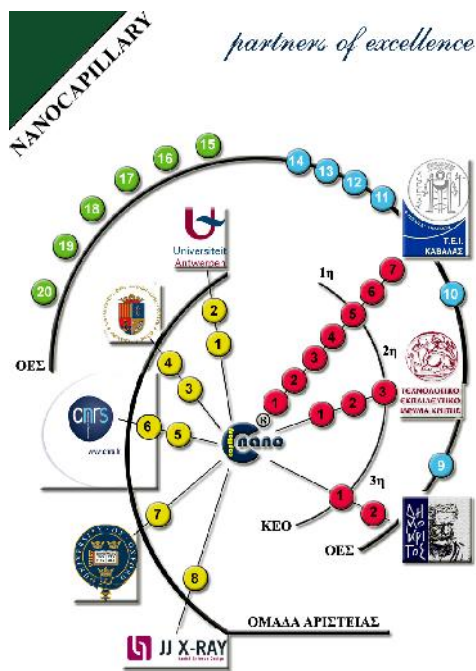 NANOCAPILLARY
partners of excellence
15
16
17
18
19
20
14
13
12
11
10
9
Τ.Ε.Ι.
ΚΑΒΑΛΑΣ
Universiteit
Antwerpen
2
1
4
3
cnrs
6
5
7
8
JJ X-RAY
ΟΕΣ
1η
7
6
5
4
3
2
1
2η
1
2
3
ΤΕΧΝΟΛΟΓΙΚΟ
ΕΚΠΑΙΔΕΥΤΙΚΟ
ΙΔΡΥΜΑ ΚΡΗΤΗΣ
®
capillary
nano
3η
1
2
ΚΕΟ
ΟΕΣ
ΔΗΜΟΚΡΙΤΟΣ
ΟΜΑΔΑ ΑΡΙΣΤΕΙΑΣ